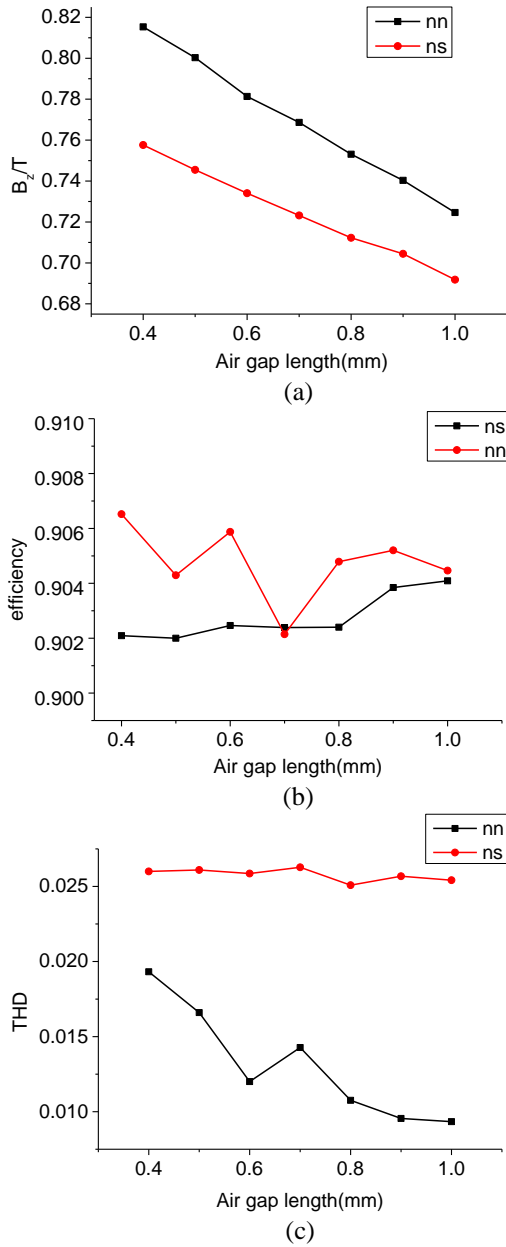 0.82
0.80
0.78
0.76
0.74
0.72
0.70
0.68
B_z/T
nn
ns
0.4 0.6 0.8 1.0
Air gap length(mm)
(a)
0.910
0.908
0.906
0.904
0.902
0.900
efficiency
ns
nn
0.4 0.6 0.8 1.0
Air gap length(mm)
(b)
nn
ns
0.025
0.020
0.015
0.010
THD
0.4 0.6 0.8 1.0
Air gap length(mm)
(c)